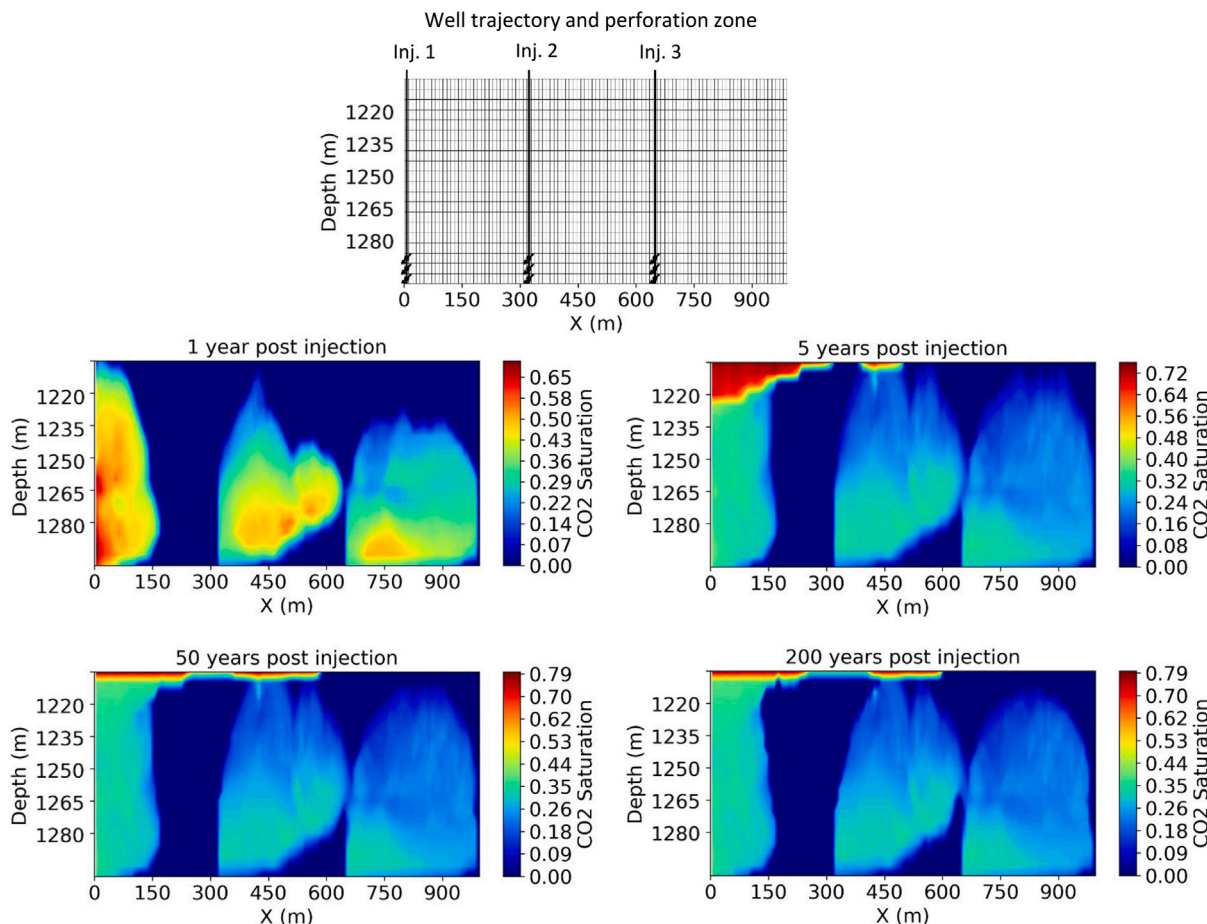 Well trajectory and perforation zone
Inj. 1 Inj. 2 Inj. 3
1220
1235
1250
1265
1280
Depth (m)
0 150 300 450 600 750 900
X (m)
1 year post injection
1220
1235
1250
1265
1280
Depth (m)
0 150 300 450 600 750 900
X (m)
0.65
0.58
0.50
0.43
0.36
0.29
0.22
0.14
0.07
0.00
CO2 Saturation
5 years post injection
1220
1235
1250
1265
1280
Depth (m)
0 150 300 450 600 750 900
X (m)
0.72
0.64
0.56
0.48
0.40
0.32
0.24
0.16
0.08
0.00
CO2 Saturation
50 years post injection
1220
1235
1250
1265
1280
Depth (m)
0 150 300 450 600 750 900
X (m)
0.79
0.70
0.61
0.52
0.44
0.35
0.26
0.18
0.09
0.00
CO2 Saturation
200 years post injection
1220
1235
1250
1265
1280
Depth (m)
0 150 300 450 600 750 900
X (m)
0.79
0.70
0.61
0.52
0.44
0.35
0.26
0.18
0.09
0.00
CO2 Saturation